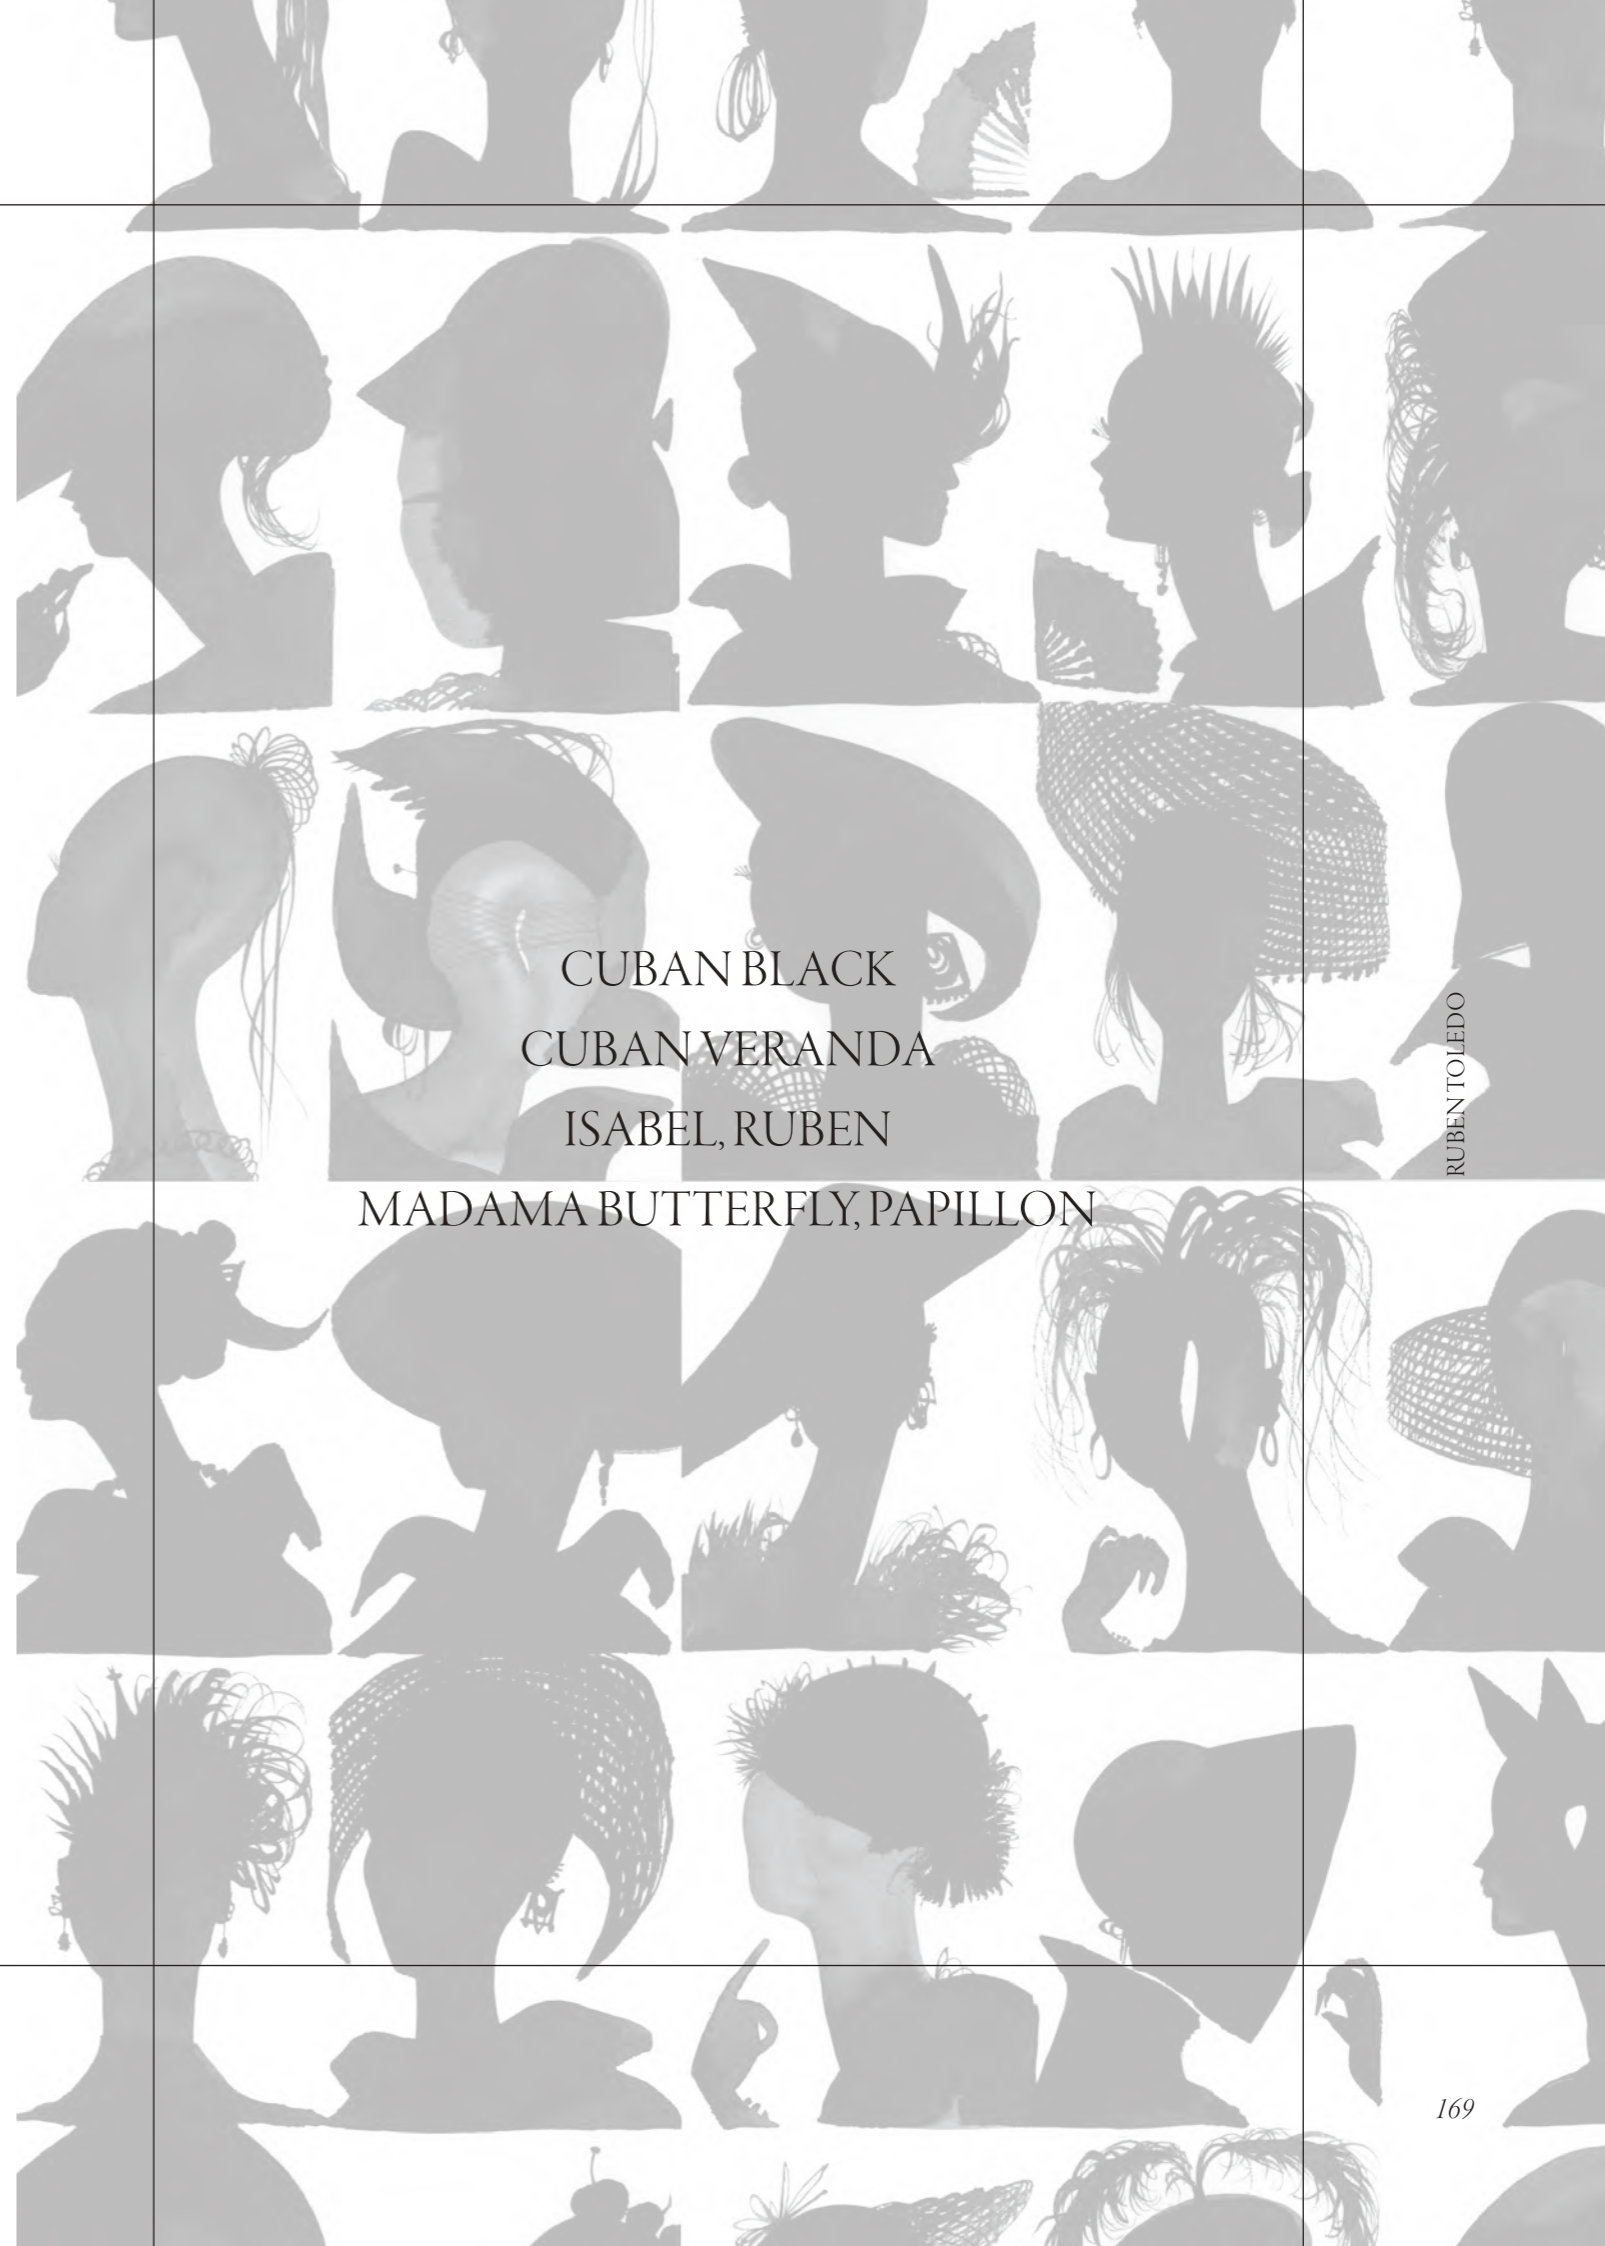 CUBAN BLACK
CUBAN VERANDA
ISABEL, RUBEN
MADAMA BUTTERFLY, PAPILLON
RUBEN TOLEDO
169